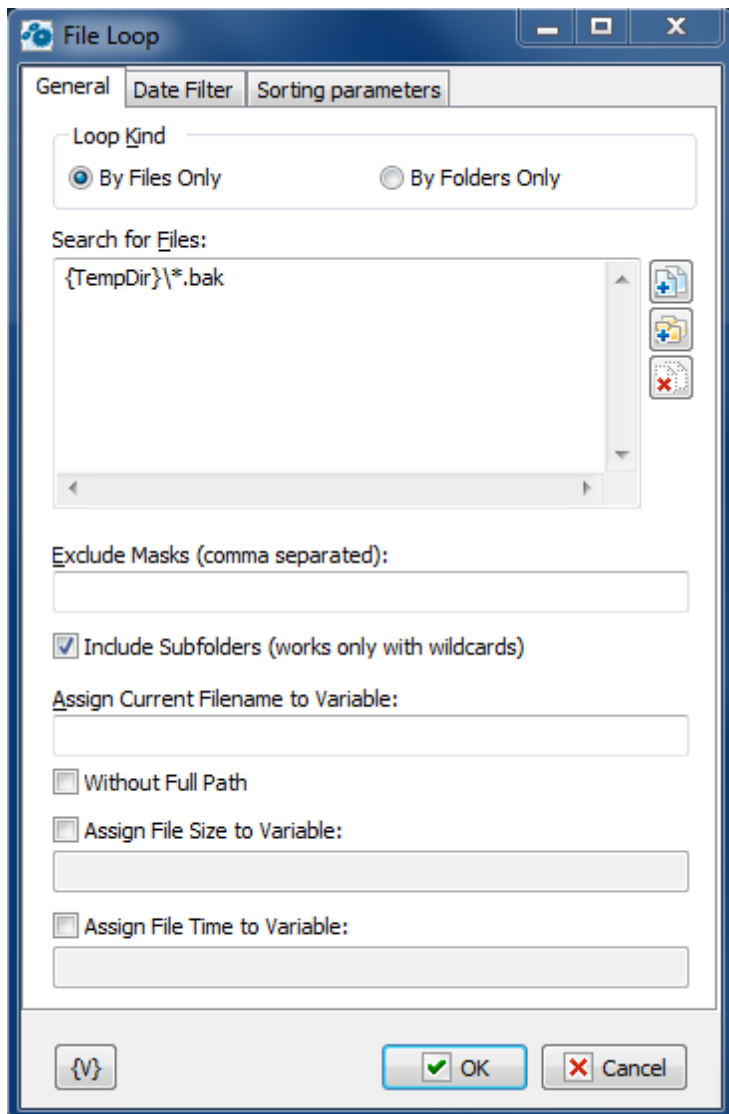 File Loop
General Date Filter Sorting parameters
Loop Kind
By Files Only By Folders Only
Search for Files:
{TempDir}\*.bak
Exclude Masks (comma separated):
Include Subfolders (works only with wildcards)
Assign Current Filename to Variable:
Without Full Path
Assign File Size to Variable:
Assign File Time to Variable:
{V} OK Cancel